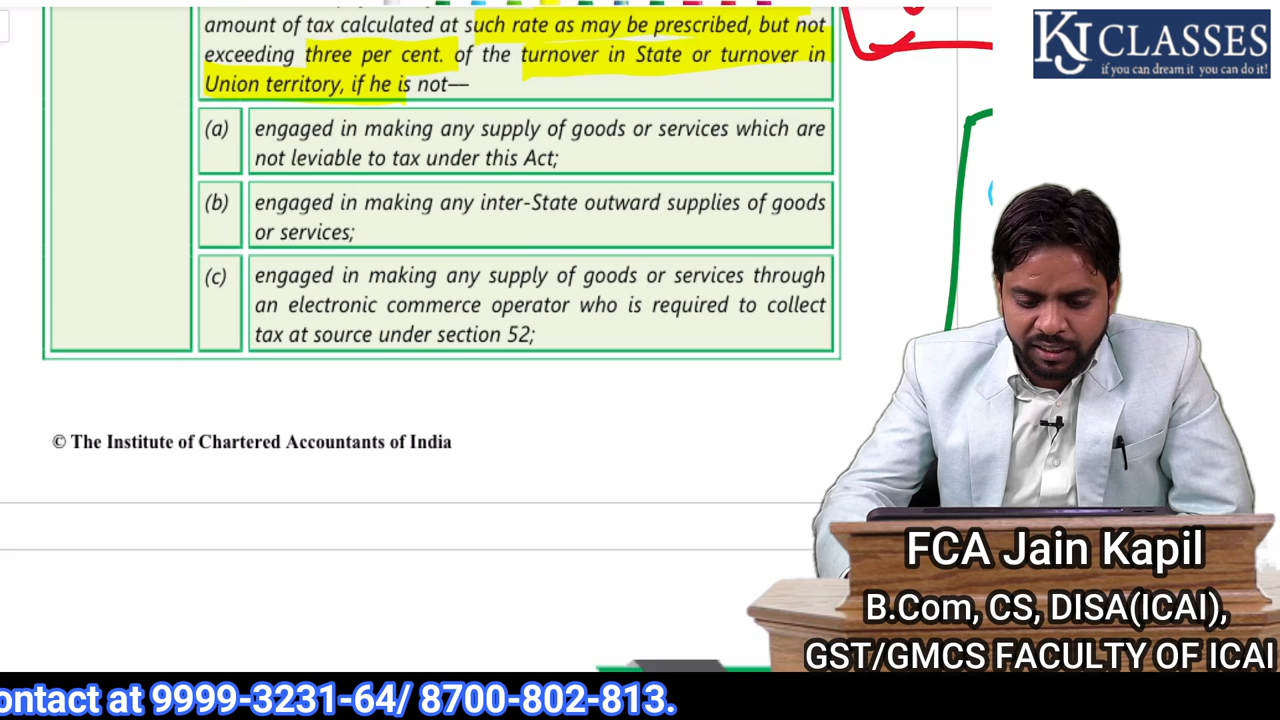 amount of tax calculated at such rate as may be prescribed, but not
exceeding three per cent. of the turnover in State or turnover in
Union territory, if he is not—
(a) engaged in making any supply of goods or services which are
not leviable to tax under this Act;
(b) engaged in making any inter-State outward supplies of goods
or services;
(c) engaged in making any supply of goods or services through
an electronic commerce operator who is required to collect
tax at source under section 52;
© The Institute of Chartered Accountants of India
KJ CLASSES
if you can dream it you can do it!
FCA Jain Kapil
B.Com, CS, DISA(ICAI),
GST/GMCS FACULTY OF ICAI
ontact at 9999-3231-64/ 8700-802-813.